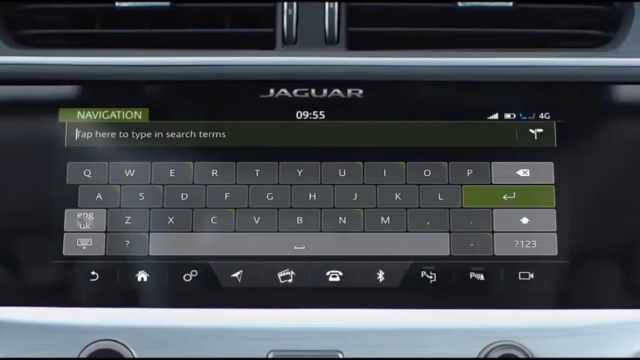 JAGUAR
NAVIGATION 09:55 4G
Tap here to type in search terms
Q W E R T Y U I O P
A S D F G H J K L
eng uk Z X C V B N M , .
? - ?123